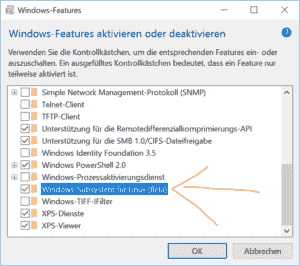 Windows-Features
Windows-Features aktivieren oder deaktivieren
Verwenden Sie die Kontrollkästchen, um die entsprechenden Features ein- oder
auszuschalten. Ein ausgefülltes Kontrollkästchen bedeutet, dass ein Feature nur
teilweise aktiviert ist.
Simple Network Management-Protokoll (SNMP)
Telnet-Client
TFTP-Client
Unterstützung für die Remotedifferenzialkomprimierungs-API
Unterstützung für die SMB 1.0/CIFS-Dateifreigabe
Windows Identity Foundation 3.5
Windows PowerShell 2.0
Windows-Prozessaktivierungsdienst
Windows-Subsystem für Linux (Beta)
Windows-TIFF-IFilter
XPS-Dienste
XPS-Viewer
OK
Abbrechen